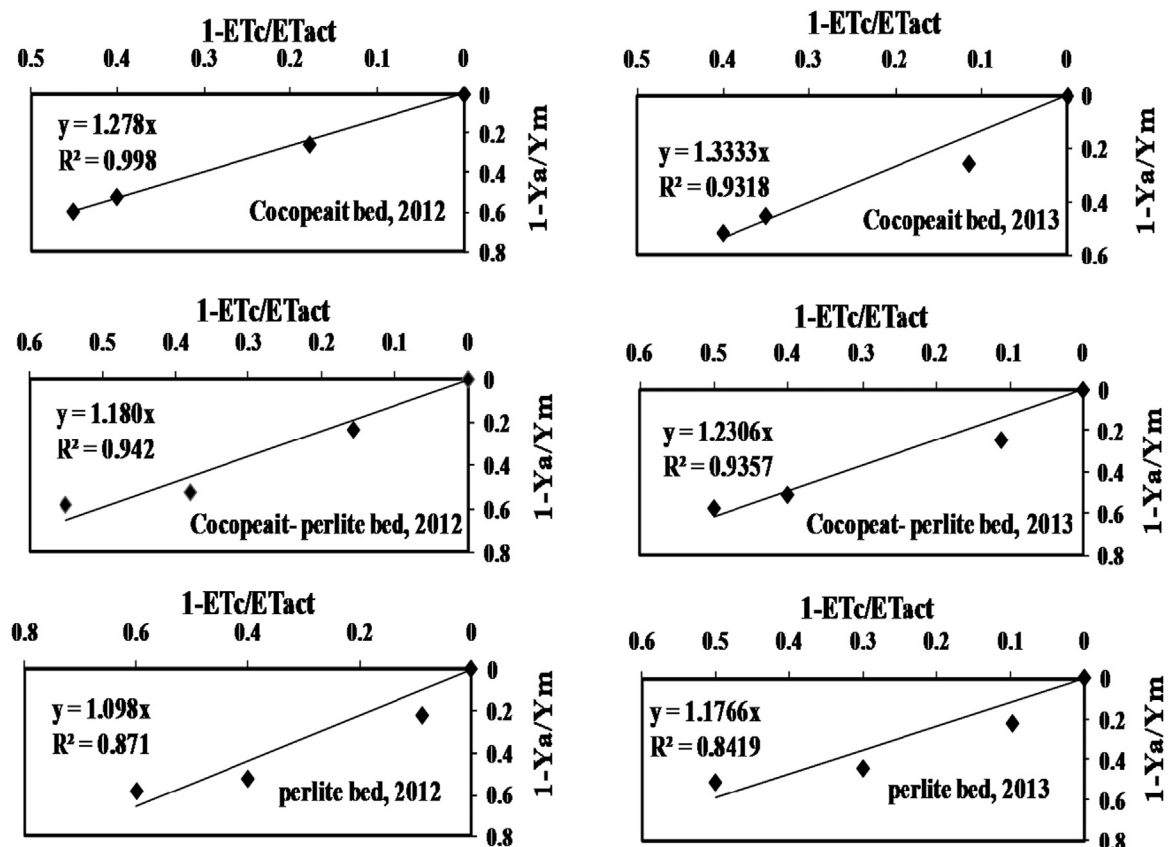 1-ETc/ETact
0.5 0.4 0.3 0.2 0.1 0
0
0.2
0.4
0.6
0.8
1-Ya/Ym
y = 1.278x
R² = 0.998
Cocopeait bed, 2012
1-ETc/ETact
0.5 0.4 0.3 0.2 0.1 0
0
0.2
0.4
0.6
1-Ya/Ym
y = 1.3333x
R² = 0.9318
Cocopeait bed, 2013
1-ETc/ETact
0.6 0.5 0.4 0.3 0.2 0.1 0
0
0.2
0.4
0.6
0.8
1-Ya/Ym
y = 1.180x
R² = 0.942
Cocopeait- perlite bed, 2012
1-ETc/ETact
0.6 0.5 0.4 0.3 0.2 0.1 0
0
0.2
0.4
0.6
0.8
1-Ya/Ym
y = 1.2306x
R² = 0.9357
Cocopeat- perlite bed, 2013
1-ETc/ETact
0.8 0.6 0.4 0.2 0
0
0.2
0.4
0.6
0.8
1-Ya/Ym
y = 1.098x
R² = 0.871
perlite bed, 2012
1-ETc/ETact
0.6 0.5 0.4 0.3 0.2 0.1 0
0
0.2
0.4
0.6
0.8
1-Ya/Ym
y = 1.1766x
R² = 0.8419
perlite bed, 2013